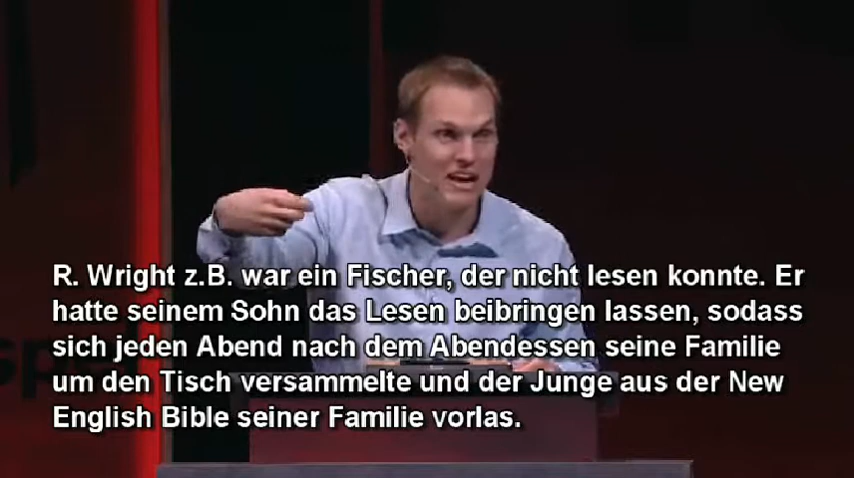 R. Wright z.B. war ein Fischer, der nicht lesen konnte. Er
hatte seinem Sohn das Lesen beibringen lassen, sodass
sich jeden Abend nach dem Abendessen seine Familie
um den Tisch versammelte und der Junge aus der New
English Bible seiner Familie vorlas.